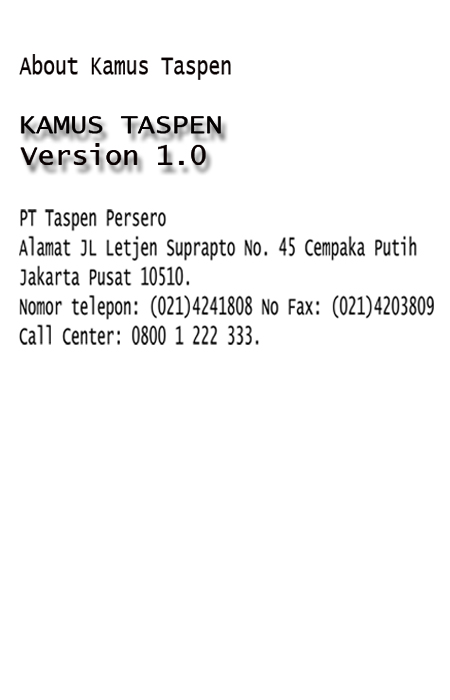 About Kamus Taspen
KAMUS TASPEN
Version 1.0
PT Taspen Persero
Alamat JL Letjen Suprapto No. 45 Cempaka Putih
Jakarta Pusat 10510.
Nomor telepon: (021)4241808 No Fax: (021)4203809
Call Center: 0800 1 222 333.